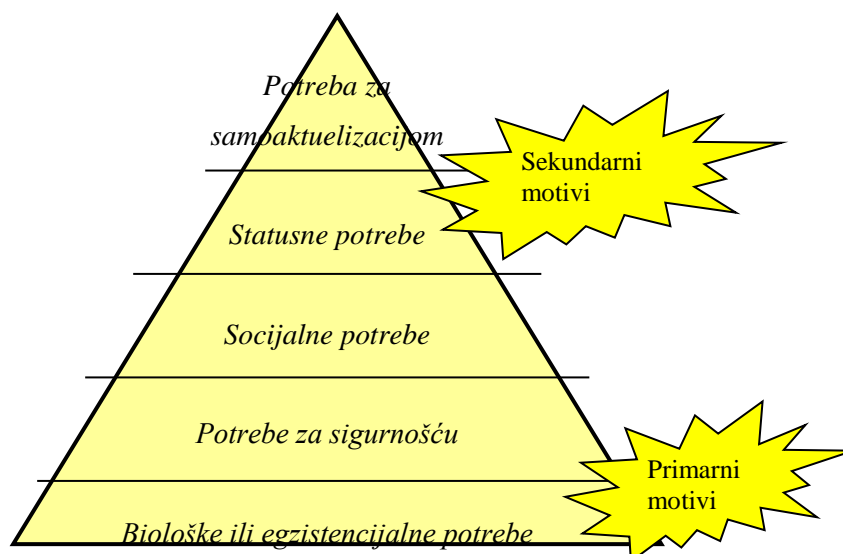 Potreba za
samoaktuelizacijom
Sekundarni
motivi
Statusne potrebe
Socijalne potrebe
Potrebe za sigurnošću
Primarni
motivi
Biološke ili egzistencijalne potrebe